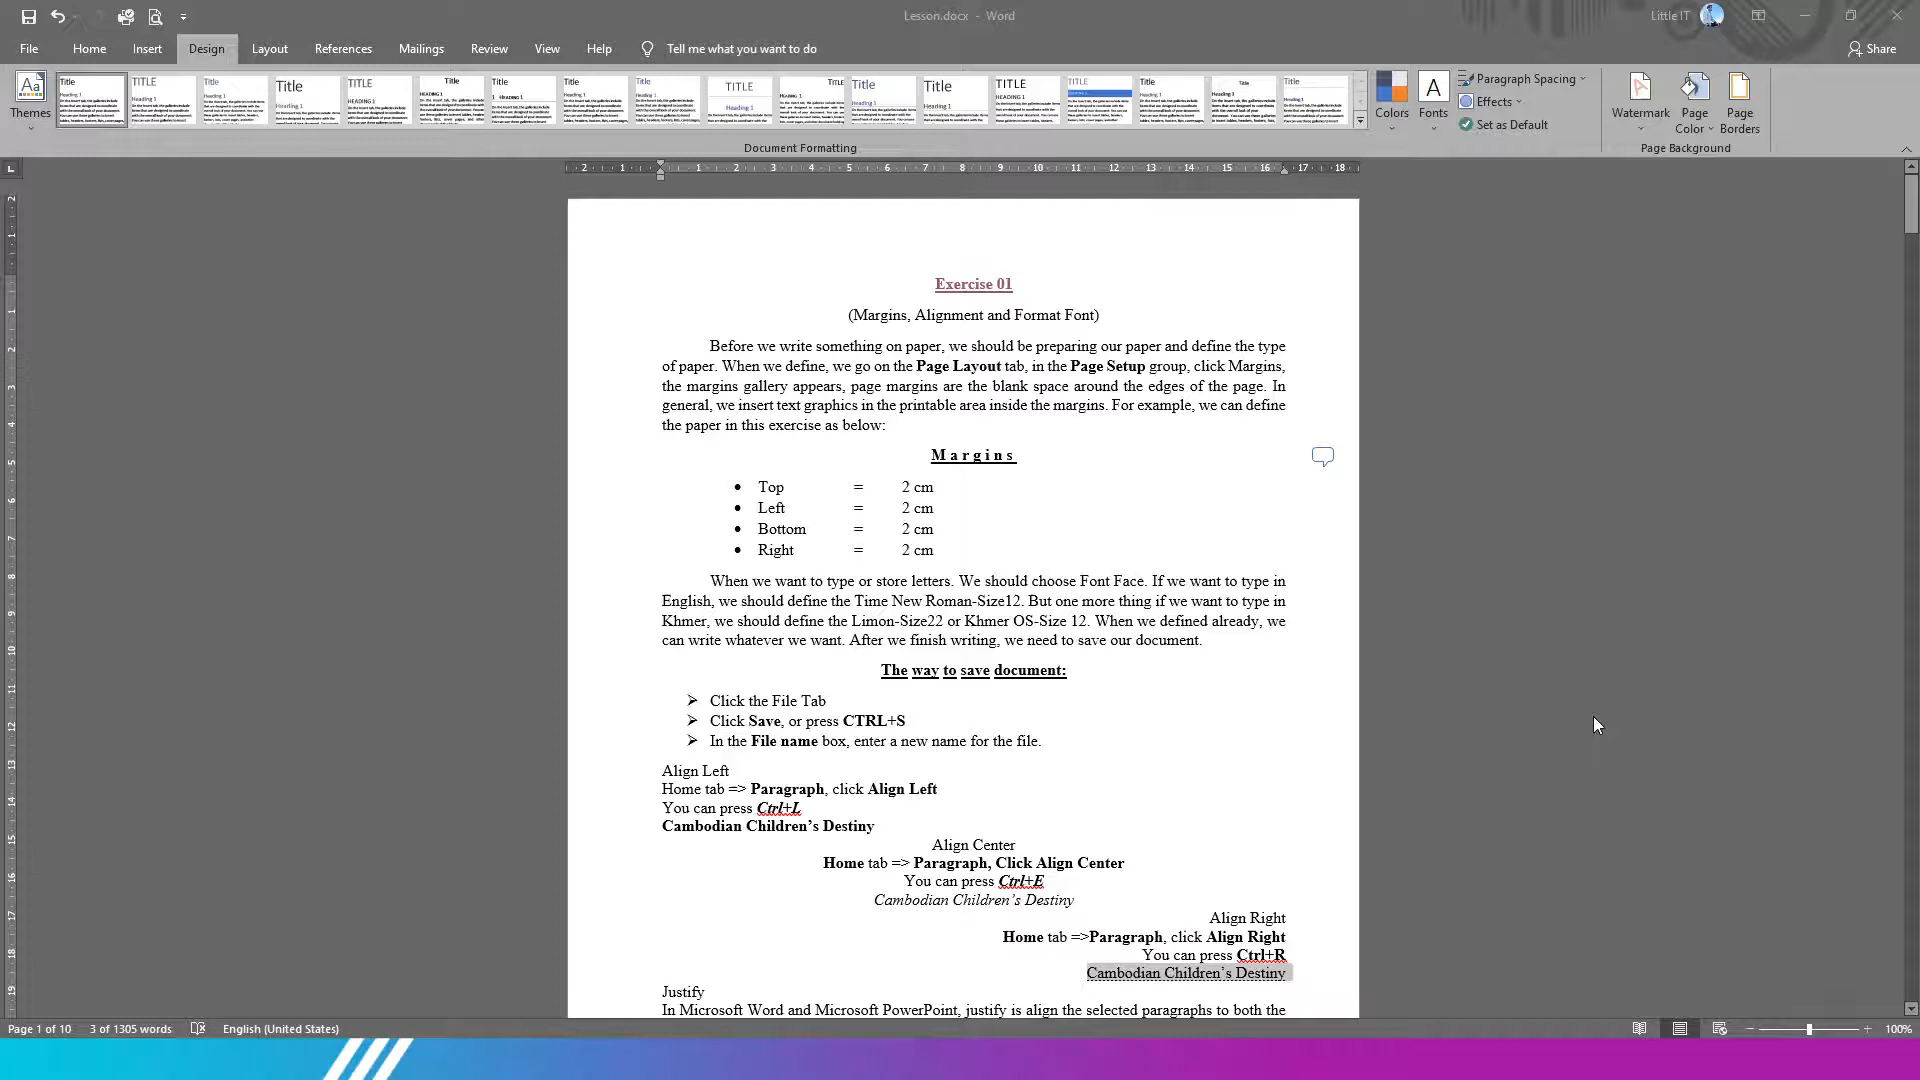 Lesson.docx - Word
Little IT
File Home Insert Design Layout References Mailings Review View Help Tell me what you want to do Share
Themes
Colors
Fonts
Paragraph Spacing
Effects
Set as Default
Watermark
Page Color
Page Borders
Document Formatting
Page Background
Exercise 01
(Margins, Alignment and Format Font)
Before we write something on paper, we should be preparing our paper and define the type
of paper. When we define, we go on the Page Layout tab, in the Page Setup group, click Margins,
the margins gallery appears, page margins are the blank space around the edges of the page. In
general, we insert text graphics in the printable area inside the margins. For example, we can define
the paper in this exercise as below:
Margins
• Top = 2 cm
• Left = 2 cm
• Bottom = 2 cm
• Right = 2 cm
When we want to type or store letters. We should choose Font Face. If we want to type in
English, we should define the Time New Roman-Size12. But one more thing if we want to type in
Khmer, we should define the Limon-Size22 or Khmer OS-Size 12. When we defined already, we
can write whatever we want. After we finish writing, we need to save our document.
The way to save document:
➢ Click the File Tab
➢ Click Save, or press CTRL+S
➢ In the File name box, enter a new name for the file.
Align Left
Home tab => Paragraph, click Align Left
You can press Ctrl+L
Cambodian Children’s Destiny
Align Center
Home tab => Paragraph, Click Align Center
You can press Ctrl+E
Cambodian Children’s Destiny
Align Right
Home tab =>Paragraph, click Align Right
You can press Ctrl+R
Cambodian Children’s Destiny
Justify
In Microsoft Word and Microsoft PowerPoint, justify is align the selected paragraphs to both the
Page 1 of 10 3 of 1305 words English (United States) 100%